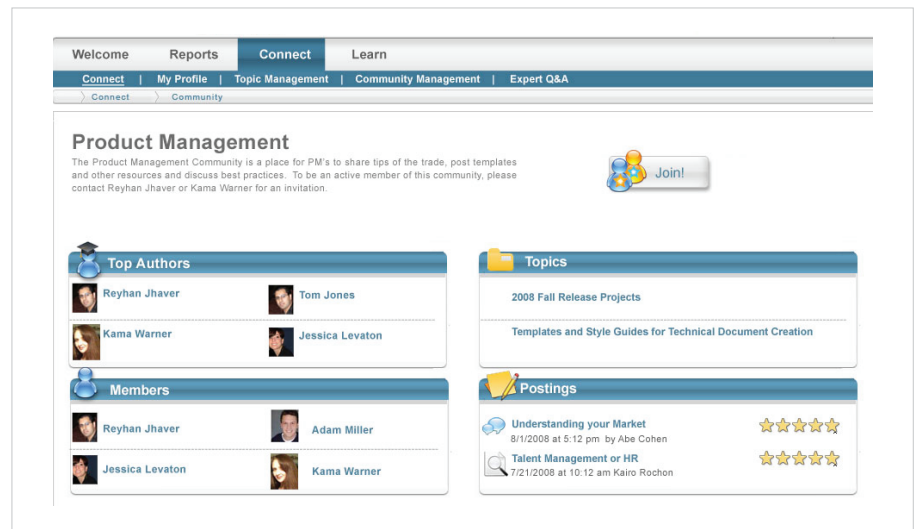 Welcome Reports Connect Learn
Connect | My Profile | Topic Management | Community Management | Expert Q&A
Connect Community
Product Management
The Product Management Community is a place for PM's to share tips of the trade, post templates
and other resources and discuss best practices. To be an active member of this community, please
contact Reyhan Jhaver or Kama Warner for an invitation.
Join!
Top Authors
Reyhan Jhaver Tom Jones
Kama Warner Jessica Levaton
Topics
2008 Fall Release Projects
Templates and Style Guides for Technical Document Creation
Members
Reyhan Jhaver Adam Miller
Jessica Levaton Kama Warner
Postings
Understanding your Market
8/1/2008 at 5:12 pm by Abe Cohen
Talent Management or HR
7/21/2008 at 10:12 am Kairo Rochon